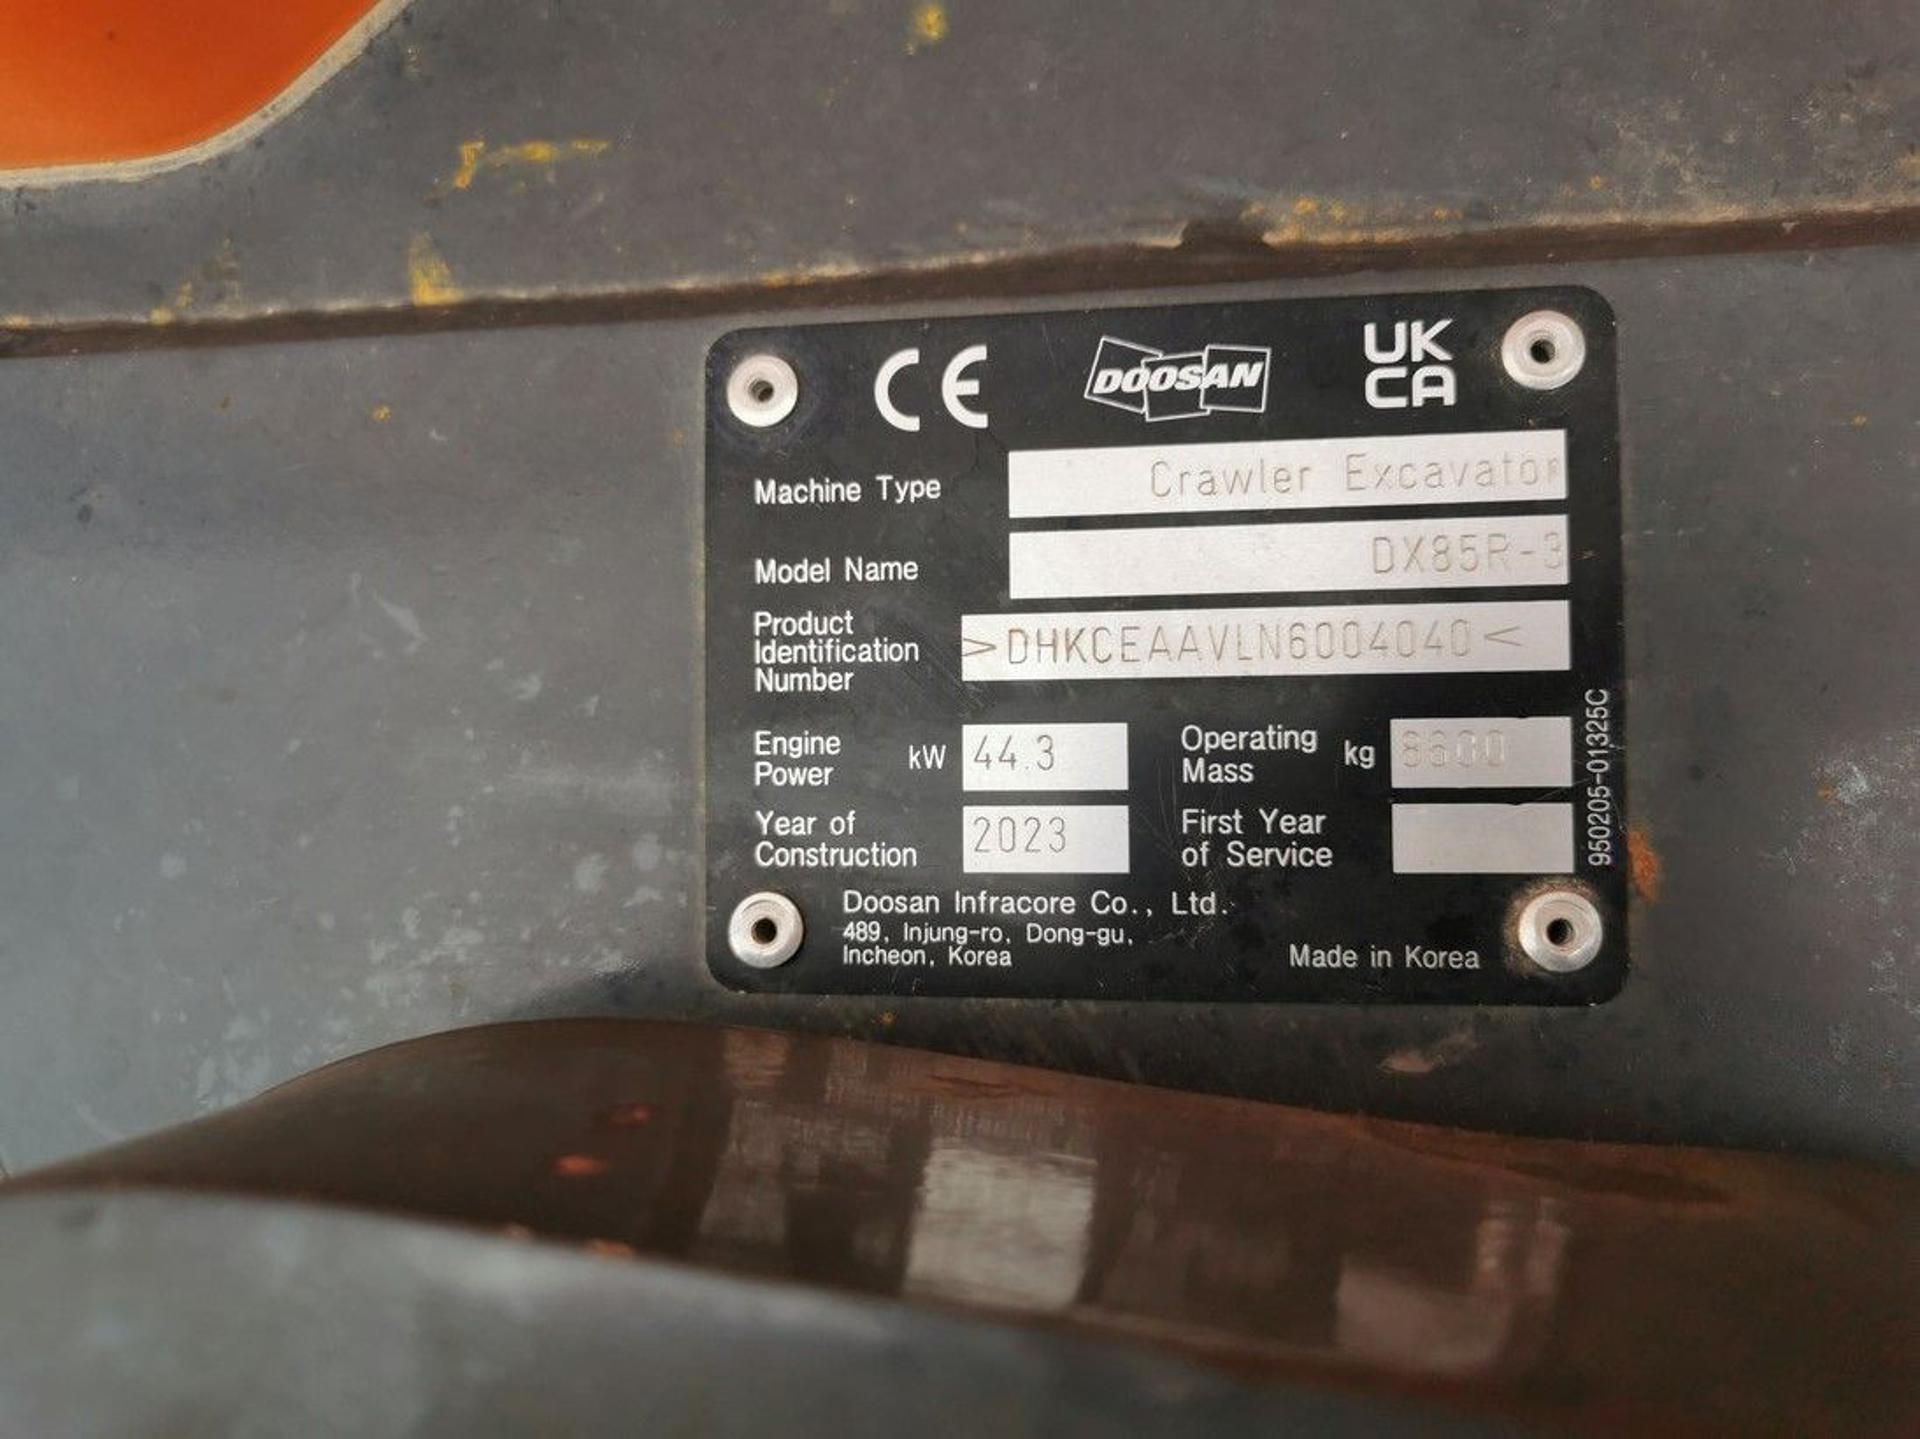 CE DOOSAN UK CA
Machine Type Crawler Excavator
Model Name DX85R-3
Product Identification Number >DHKCEAAVLN6004040<
Engine Power kW 44.3 Operating Mass kg 8600
Year of Construction 2023 First Year of Service
950205-01325C
Doosan Infracore Co., Ltd.
489, Injung-ro, Dong-gu,
Incheon, Korea
Made in Korea